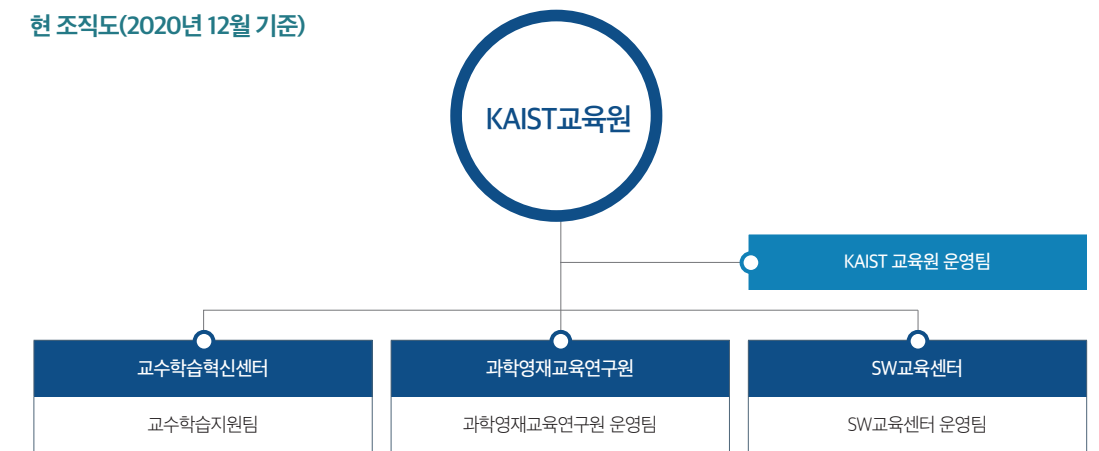 현 조직도(2020년 12월 기준)
KAIST교육원
KAIST 교육원 운영팀
교수학습혁신센터
과학영재교육연구원
SW교육센터
교수학습지원팀
과학영재교육연구원 운영팀
SW교육센터 운영팀